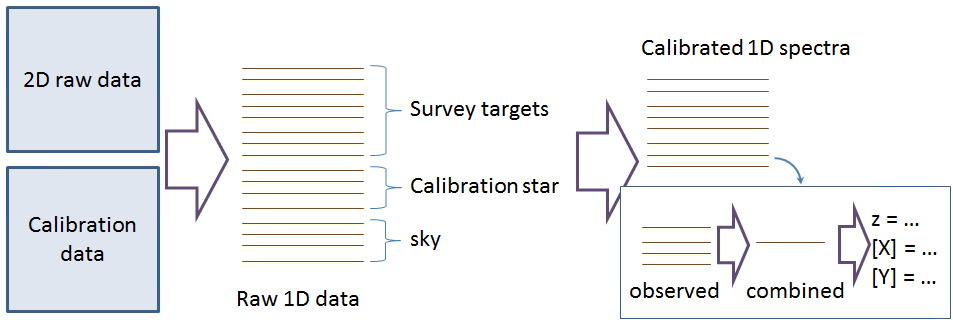 2D raw data
Calibration
data
Survey targets
Calibration star
sky
Raw 1D data
Calibrated 1D spectra
observed
combined
z = ...
[X] = ...
[Y] = ...